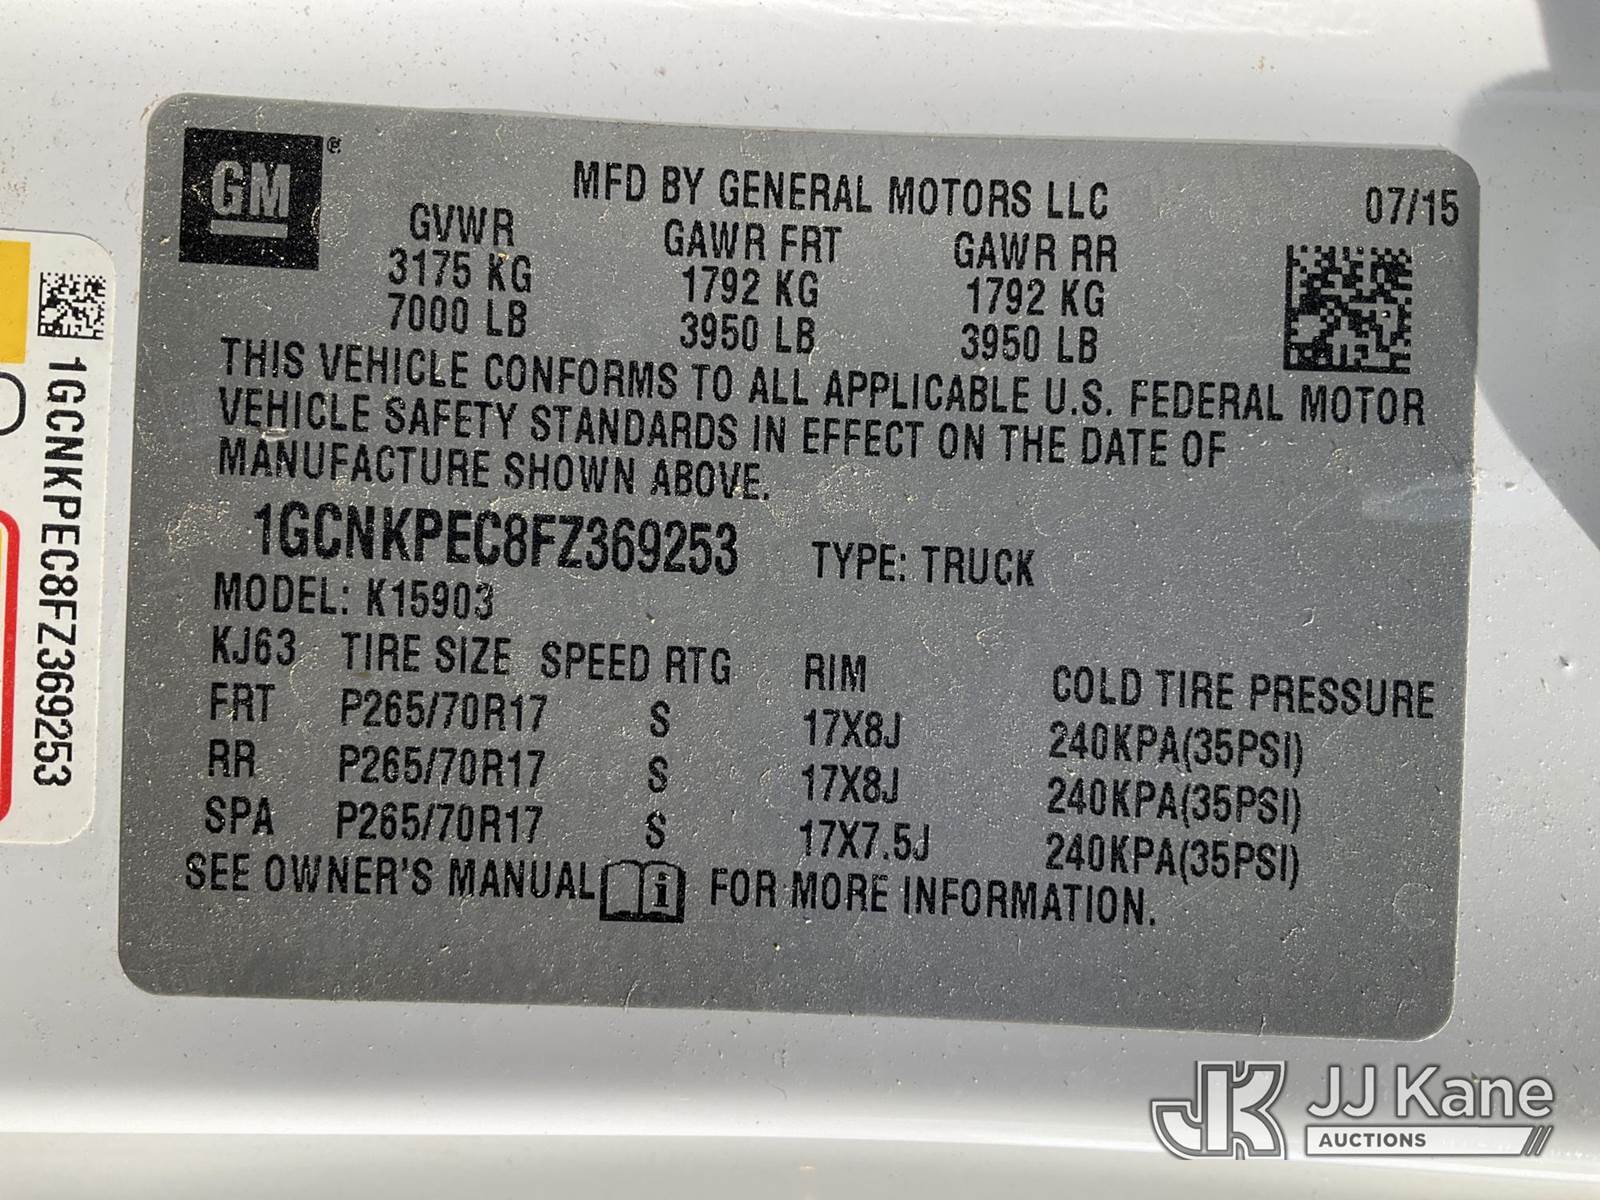 GM ®
MFD BY GENERAL MOTORS LLC 07/15
GVWR GAWR FRT GAWR RR
3175 KG 1792 KG 1792 KG
7000 LB 3950 LB 3950 LB
THIS VEHICLE CONFORMS TO ALL APPLICABLE U.S. FEDERAL MOTOR
VEHICLE SAFETY STANDARDS IN EFFECT ON THE DATE OF
MANUFACTURE SHOWN ABOVE.
1GCNKPEC8FZ369253 TYPE: TRUCK
MODEL: K15903
KJ63 TIRE SIZE SPEED RTG RIM COLD TIRE PRESSURE
FRT P265/70R17 S 17X8J 240KPA(35PSI)
RR P265/70R17 S 17X8J 240KPA(35PSI)
SPA P265/70R17 S 17X7.5J 240KPA(35PSI)
SEE OWNER'S MANUAL FOR MORE INFORMATION.
1GCNKPEC8FZ369253
JK JJ Kane
AUCTIONS